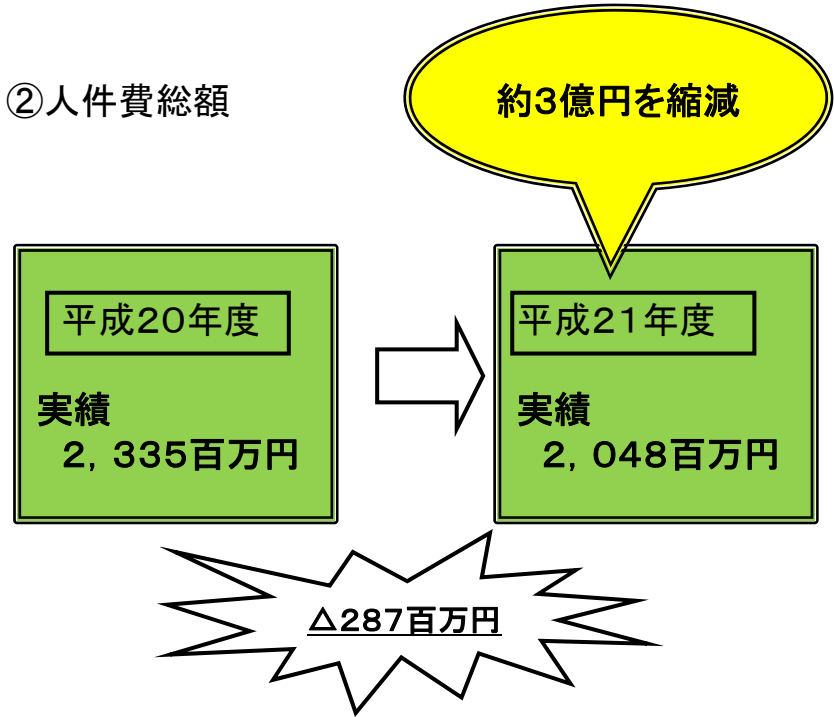 ②人件費総額
約3億円を縮減
平成20年度
実績
2,335百万円
平成21年度
実績
2,048百万円
△287百万円